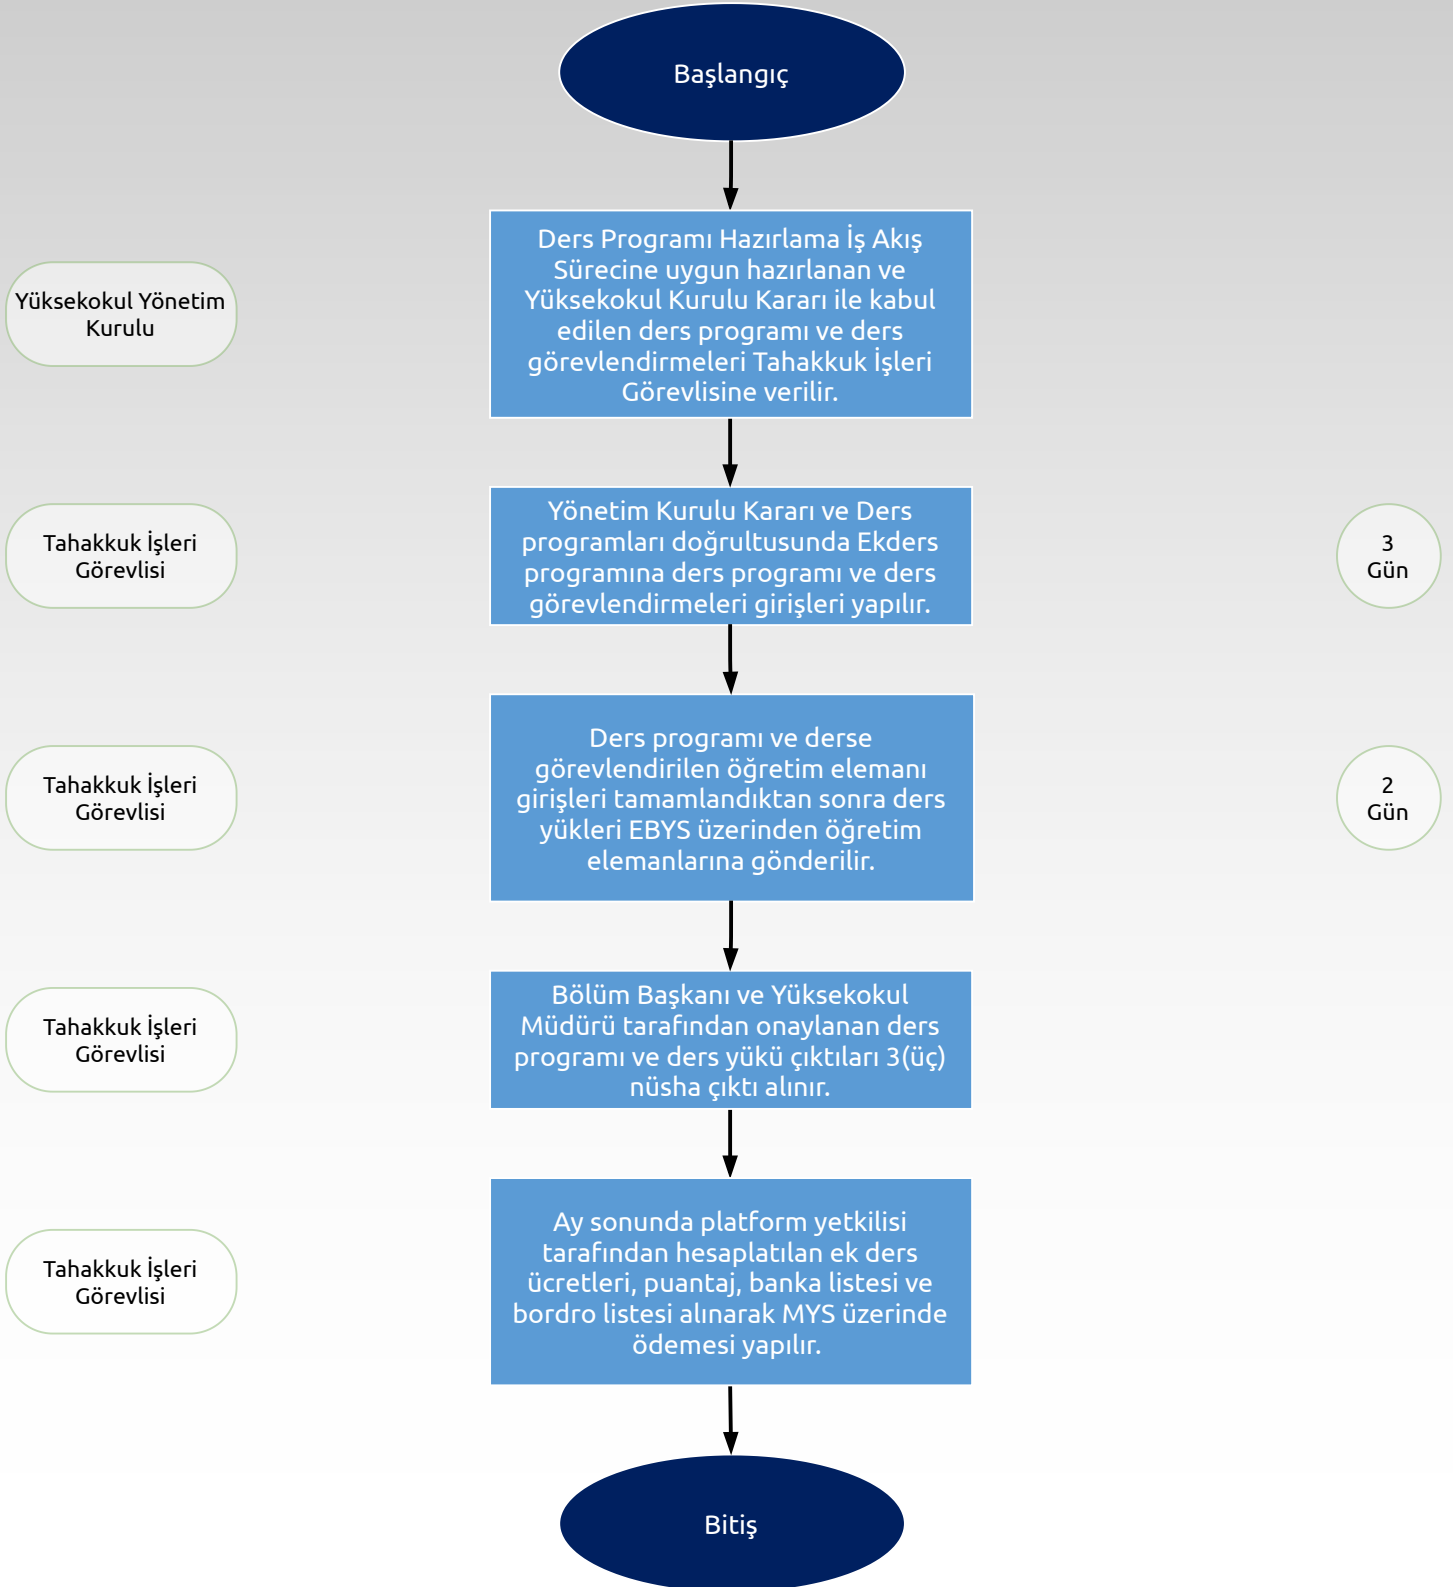 Başlangıç
Yüksekokul Yönetim
Kurulu
Ders Programı Hazırlama İş Akış
Sürecine uygun hazırlanan ve
Yüksekokul Kurulu Kararı ile kabul
edilen ders programı ve ders
görevlendirmeleri Tahakkuk İşleri
Görevlisine verilir.
Tahakkuk İşleri
Görevlisi
Yönetim Kurulu Kararı ve Ders
programları doğrultusunda Ekders
programına ders programı ve ders
görevlendirmeleri girişleri yapılır.
3
Gün
Tahakkuk İşleri
Görevlisi
Ders programı ve derse
görevlendirilen öğretim elemanı
girişleri tamamlandıktan sonra ders
yükleri EBYS üzerinden öğretim
elemanlarına gönderilir.
2
Gün
Tahakkuk İşleri
Görevlisi
Bölüm Başkanı ve Yüksekokul
Müdürü tarafından onaylanan ders
programı ve ders yükü çıktıları 3(üç)
nüsha çıktı alınır.
Tahakkuk İşleri
Görevlisi
Ay sonunda platform yetkilisi
tarafından hesaplatılan ek ders
ücretleri, puantaj, banka listesi ve
bordro listesi alınarak MYS üzerinde
ödemesi yapılır.
Bitiş